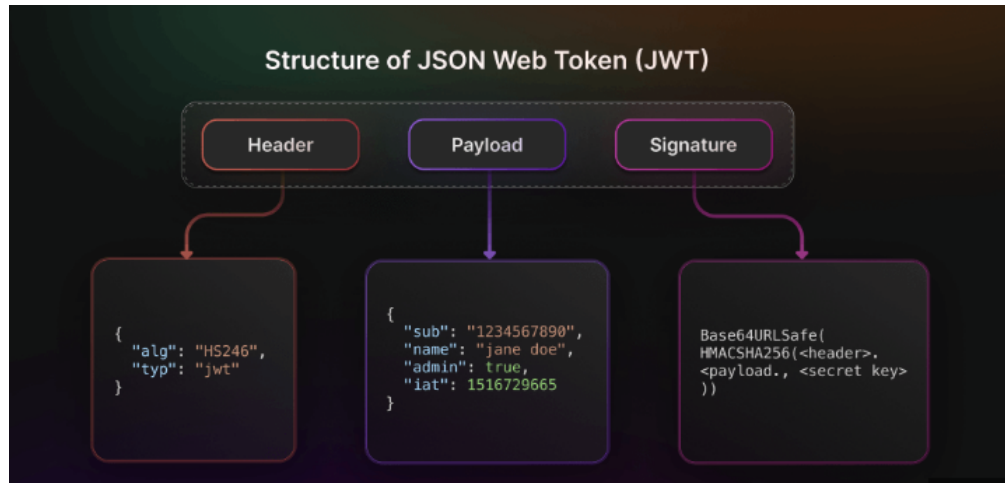 Structure of JSON Web Token (JWT)
Header
Payload
Signature
{
"alg": "HS246",
"typ": "jwt"
}
{
"sub": "1234567890",
"name": "jane doe",
"admin": true,
"iat": 1516729665
}
Base64URLSafe(
HMACSHA256(<header>.
<payload., <secret key>
))